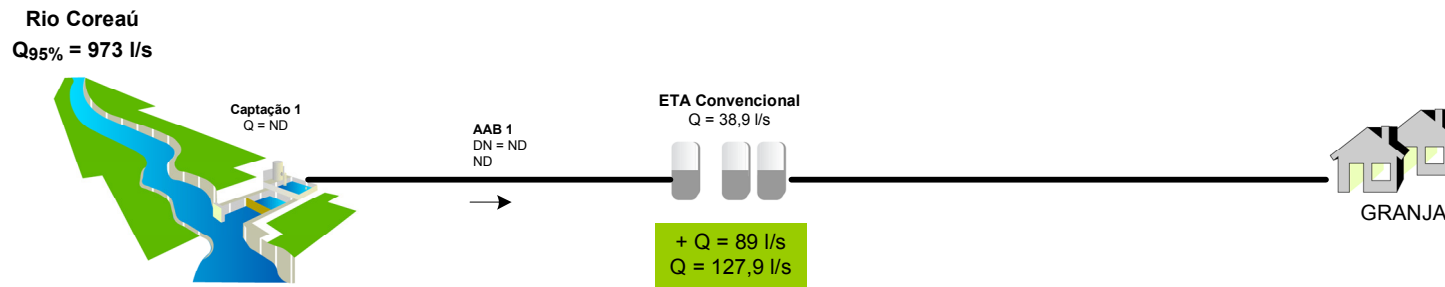 Rio Coreaú
Q95% = 973 l/s
Captação 1
Q = ND
AAB 1
DN = ND
ND
ETA Convencional
Q = 38,9 l/s
+ Q = 89 l/s
Q = 127,9 l/s
GRANJA